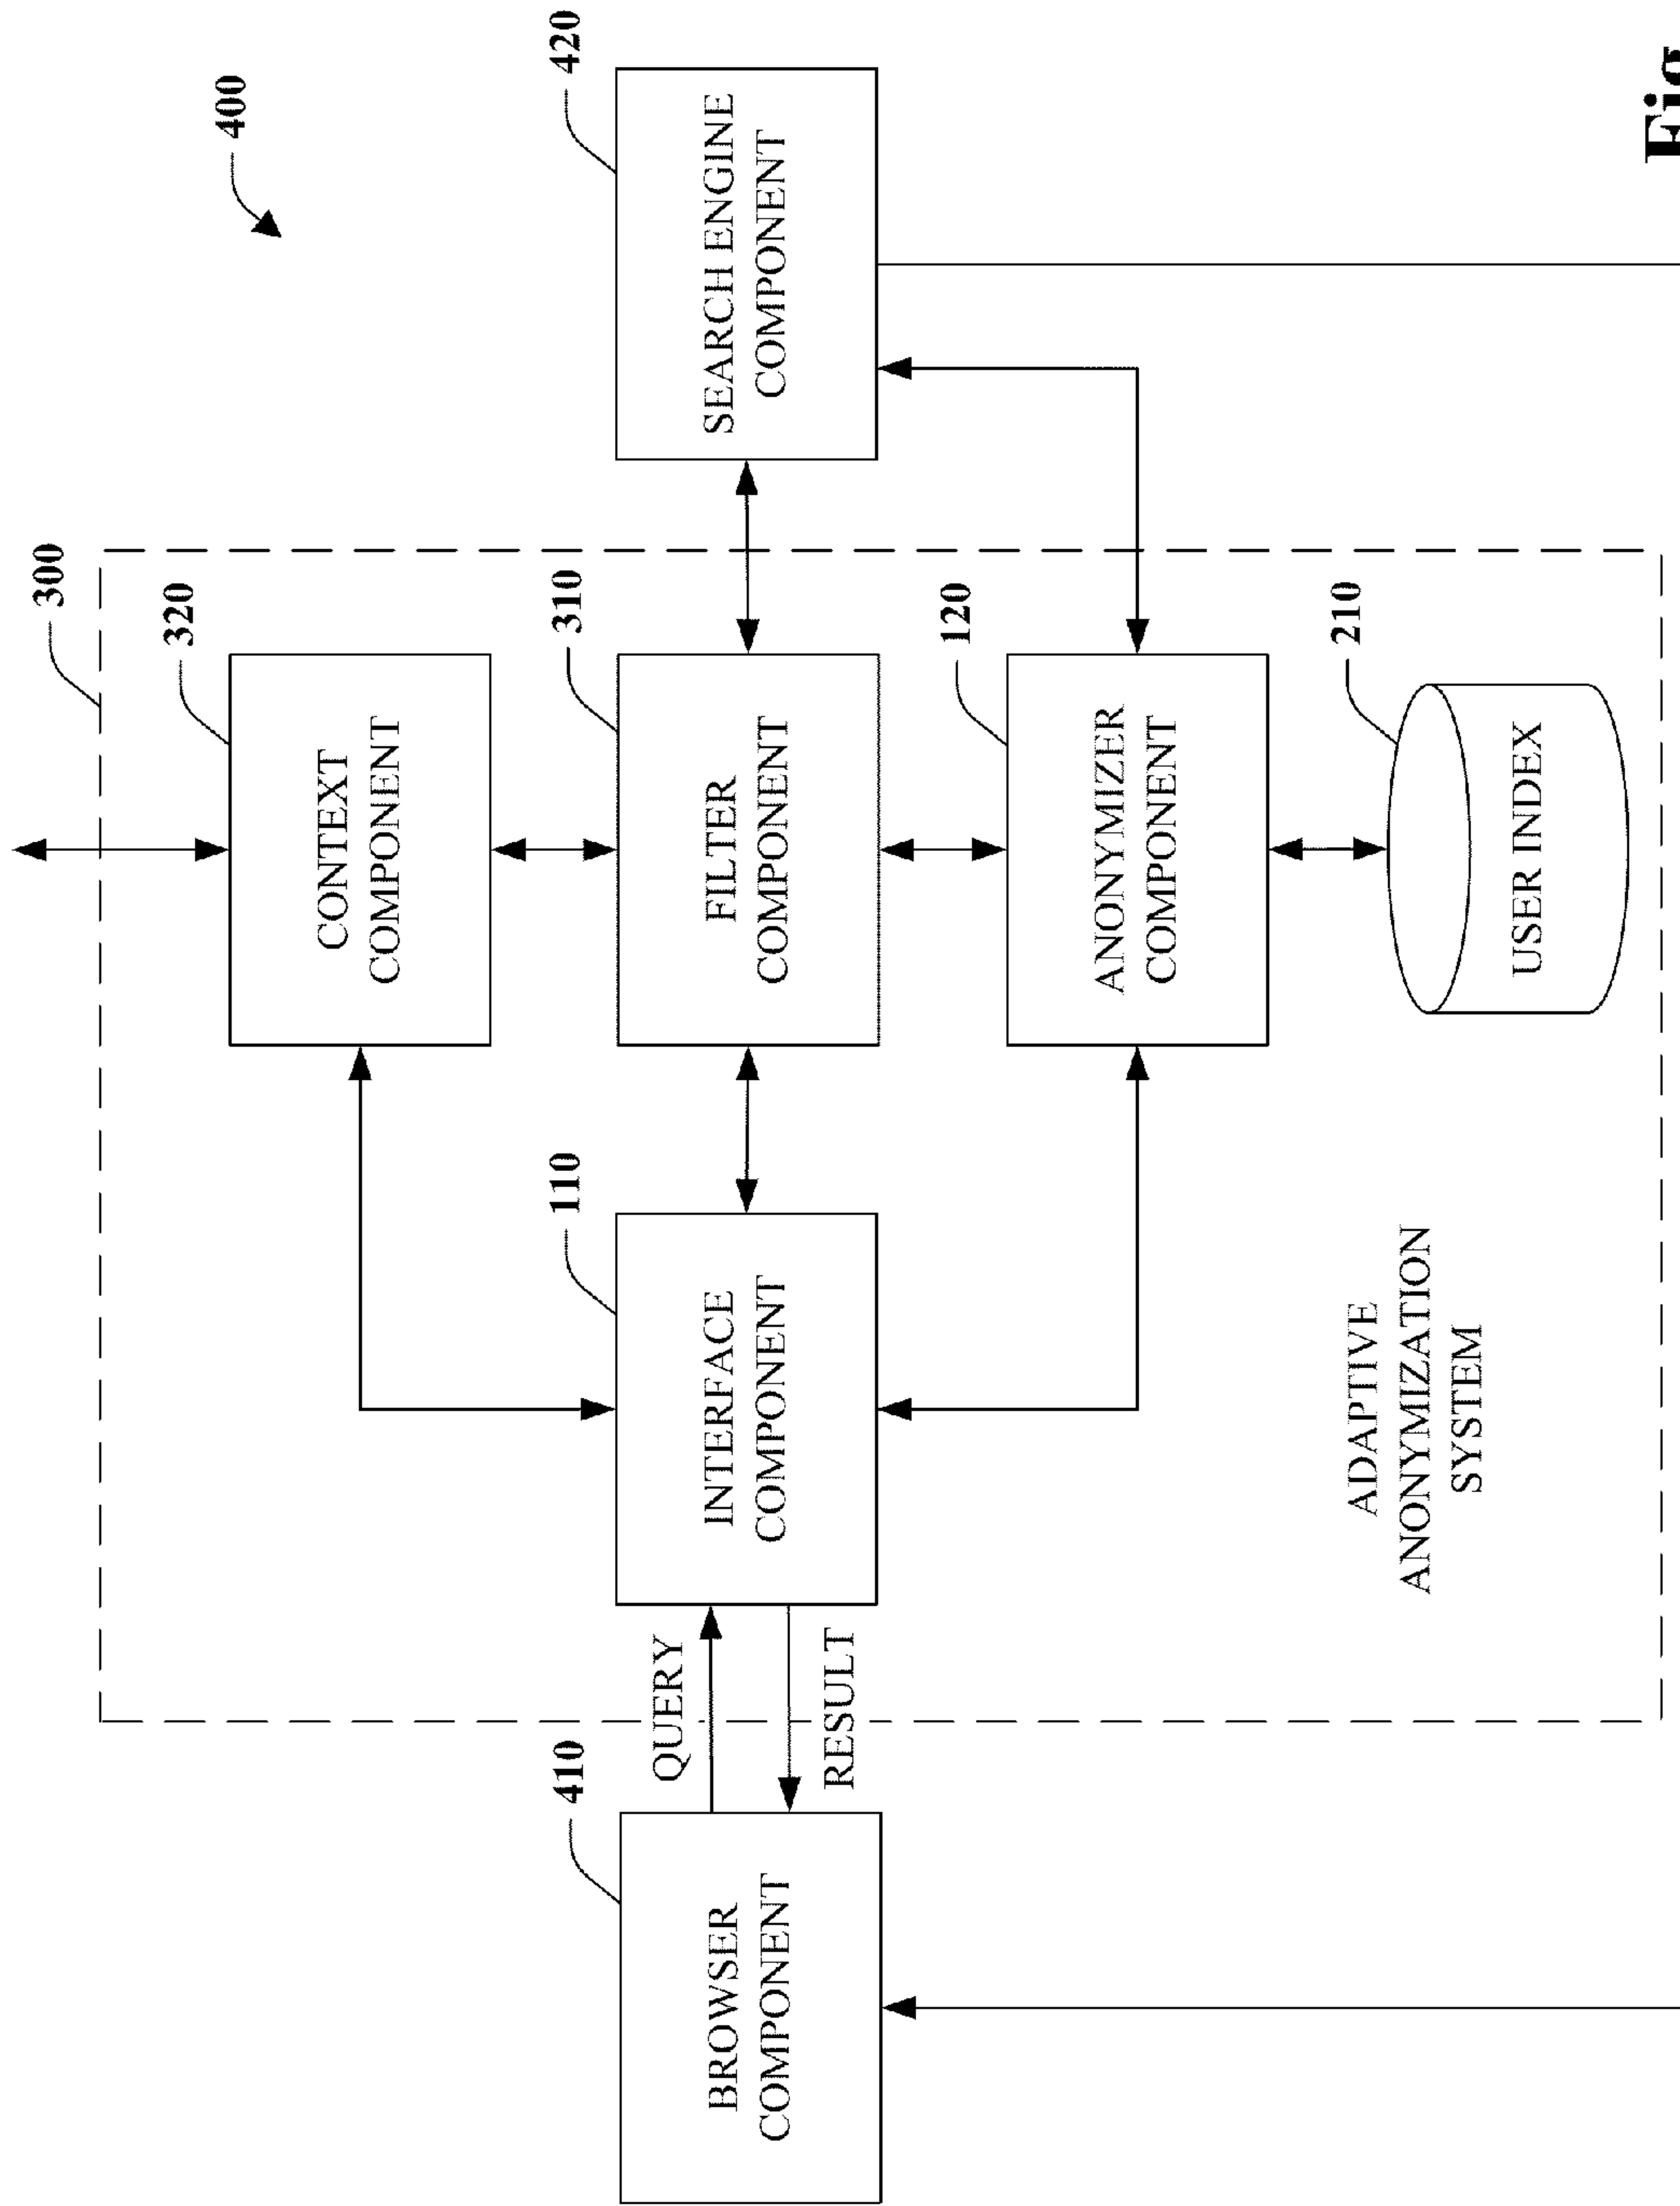 400
300
320
CONTEXT
COMPONENT
420
SEARCH ENGINE
COMPONENT
310
FILTER
COMPONENT
110
INTERFACE
COMPONENT
410
BROWSER
COMPONENT
QUERY
RESULT
120
ANONYMIZER
COMPONENT
210
USER INDEX
ADAPTIVE
ANONYMIZATION
SYSTEM
Fig